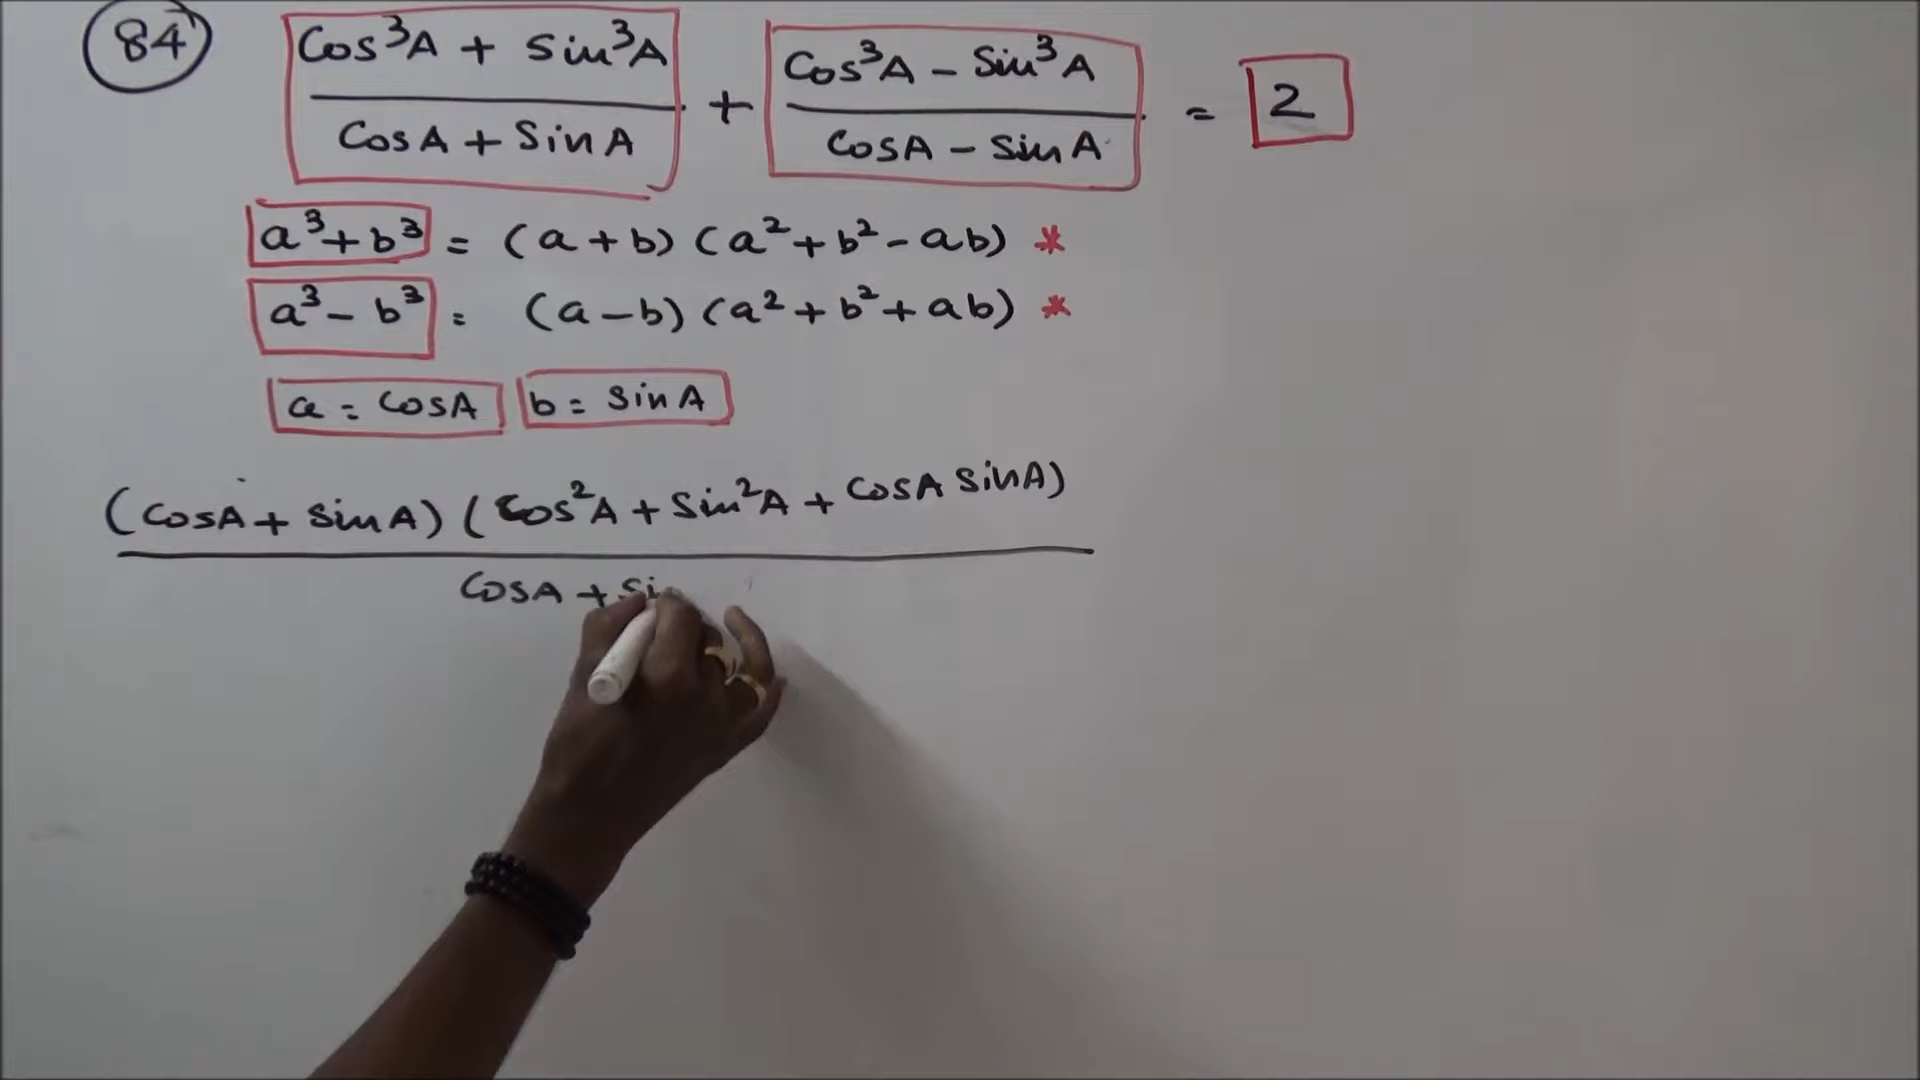 84 Cos³A + Sin³A / CosA + SinA + Cos³A - Sin³A / CosA - SinA = 2
a³+b³ = (a+b)(a²+b²-ab) *
a³-b³ = (a-b)(a²+b²+ab) *
a = CosA b = SinA
(CosA + SinA)(Cos²A + Sin²A + CosA SinA)
CosA + Si